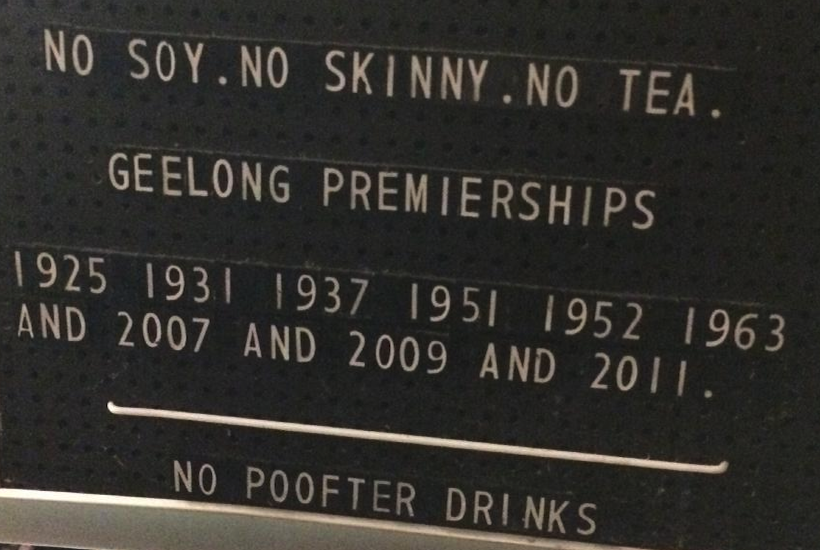 NO SOY.NO SKINNY.NO TEA.
GEELONG PREMIERSHIPS
1925 1931 1937 1951 1952 1963
AND 2007 AND 2009 AND 2011.
NO POOFTER DRINKS